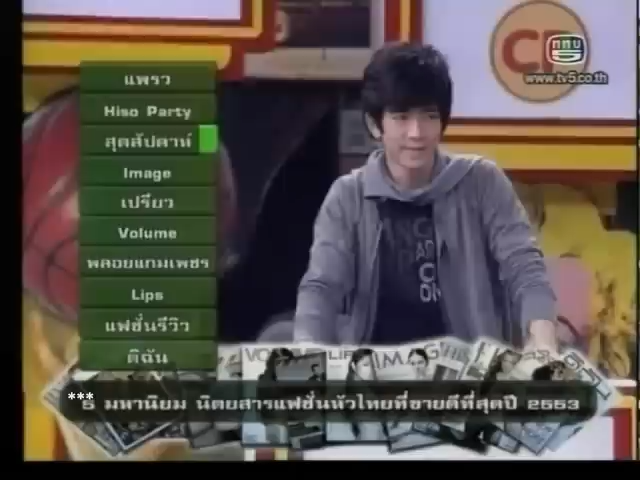 ททบ 5
www.tv5.co.th
แพรว
Hiso Party
สุดสัปดาห์
Image
เปรียว
Volume
พลอยแกมเพชร
Lips
แฟชั่นรีวิว
ดิฉัน
*** 5 มหานิยม นิตยสารแฟชั่นหัวไทยที่ขายดีที่สุดปี 2553